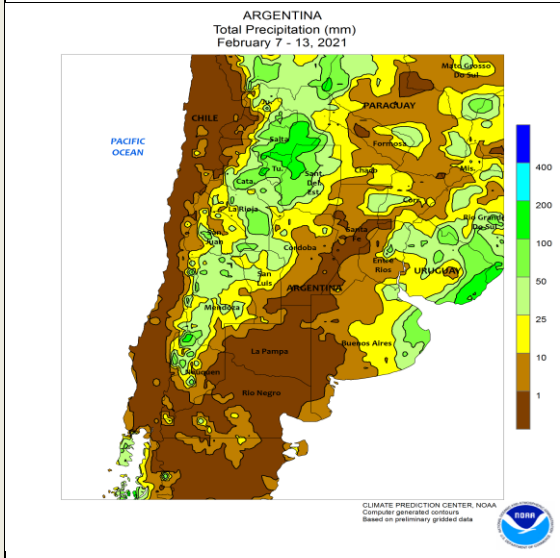 ARGENTINA
Total Precipitation (mm)
February 7 - 13, 2021
Mato Grosso
Do Sul
Ju.
PARAGUAY
CHILE
PACIFIC
OCEAN
Salta
Formosa
Tu.
Chaco
Mis.
Sant
Del
Est.
Cata
Corr.
La Rioja
Rio Grande
Do Sul
San
Juan
Santa
Fe
Cordoba
Entre
Rios
URUGUAY
San
Luis
ARGENTINA
Mendoza
Buenos Aires
La Pampa
Neuquen
Rio Negro
400
200
100
50
25
10
1
CLIMATE PREDICTION CENTER, NOAA
Computer generated contours
Based on preliminary gridded data
NOAA